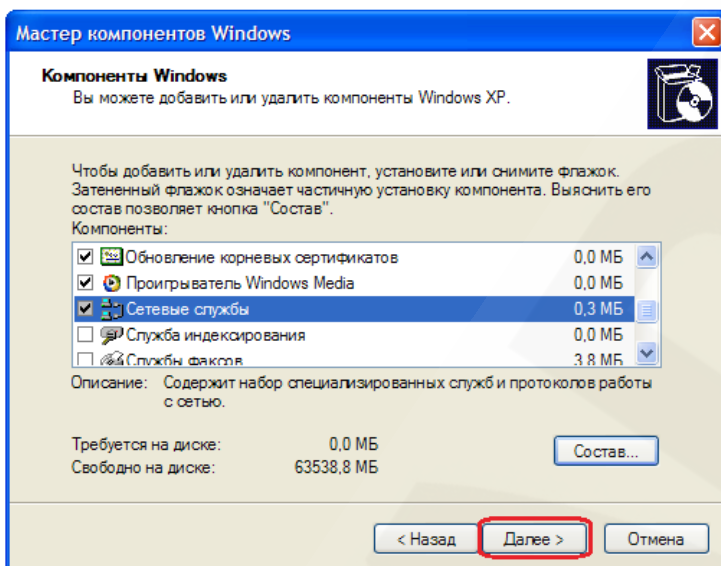 Мастер компонентов Windows
Компоненты Windows
Вы можете добавить или удалить компоненты Windows XP.
Чтобы добавить или удалить компонент, установите или снимите флажок.
Затененный флажок означает частичную установку компонента. Выяснить его
состав позволяет кнопка "Состав".
Компоненты:
Обновление корневых сертификатов 0,0 МБ
Проигрыватель Windows Media 0,0 МБ
Сетевые службы 0,3 МБ
Служба индексирования 0,0 МБ
Службы факсов 3,8 МБ
Описание: Содержит набор специализированных служб и протоколов работы
с сетью.
Требуется на диске: 0,0 МБ
Свободно на диске: 63538,8 МБ
Состав...
< Назад Далее > Отмена